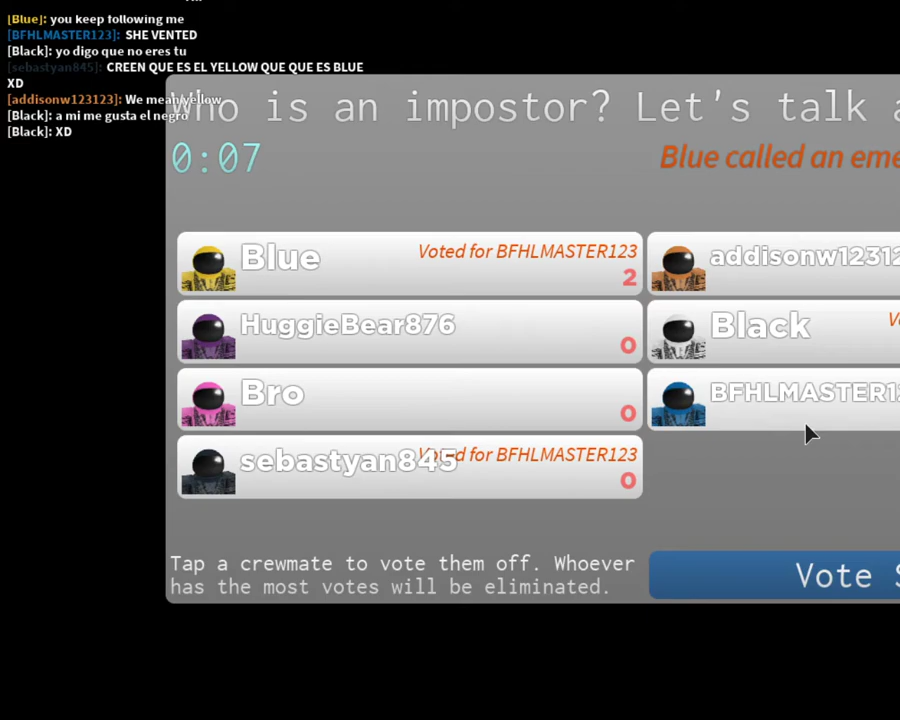 [Blue]: you keep following me
[BFHLMASTER123]: SHE VENTED
[Black]: yo digo que no eres tu
[sebastyan845]: CREEN QUE ES EL YELLOW QUE QUE ES BLUE
XD
[addisonw123123]: We mean yellow
[Black]: a mi me gusta el negro
[Black]: XD
Who is an impostor? Let's talk a
0:07
Blue called an eme
Blue
Voted for BFHLMASTER123
2
addisonw12312
HuggieBear876
0
Black
Vo
Bro
0
BFHLMASTER12
sebastyan845
Voted for BFHLMASTER123
0
Tap a crewmate to vote them off. Whoever
has the most votes will be eliminated.
Vote S